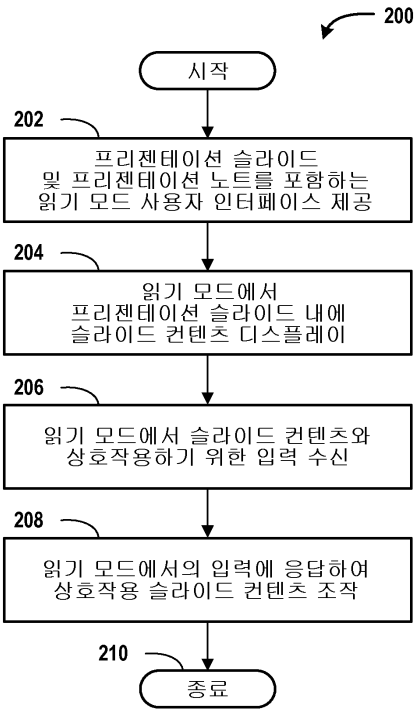 200
시작
202
프리젠테이션 슬라이드
및 프리젠테이션 노트를 포함하는
읽기 모드 사용자 인터페이스 제공
204
읽기 모드에서
프리젠테이션 슬라이드 내에
슬라이드 컨텐츠 디스플레이
206
읽기 모드에서 슬라이드 컨텐츠와
상호작용하기 위한 입력 수신
208
읽기 모드에서의 입력에 응답하여
상호작용 슬라이드 컨텐츠 조작
210
종료